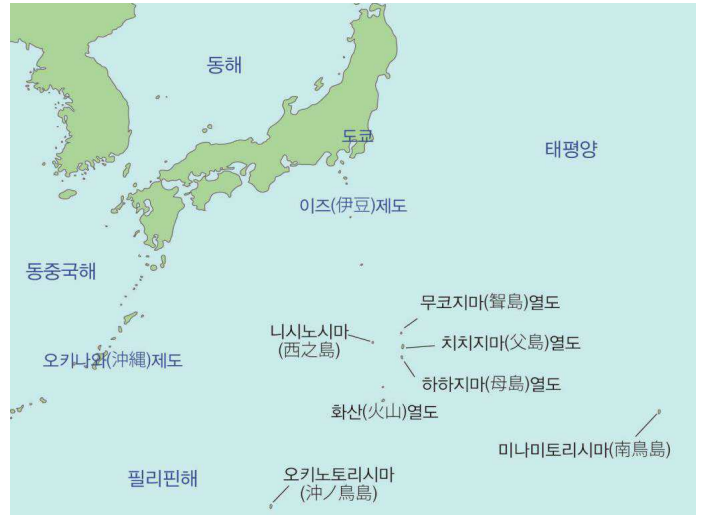 동해
도쿄
태평양
이즈(伊豆)제도
동중국해
무코지마(聟島)열도
니시노시마
(西之島)
치치지마(父島)열도
오키나와(沖縄)제도
하하지마(母島)열도
화산(火山)열도
미나미토리시마(南鳥島)
필리핀해
오키노토리시마
(沖ノ鳥島)